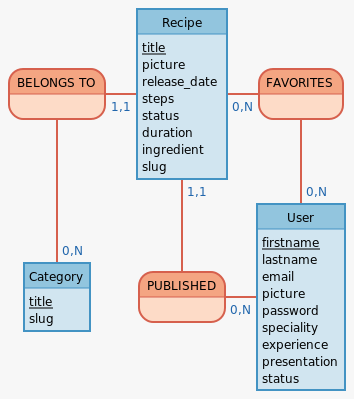 Recipe
title
picture
release_date
steps
status
duration
ingredient
slug
BELONGS TO
1,1
0,N
FAVORITES
1,1
0,N
0,N
Category
title
slug
PUBLISHED
0,N
User
firstname
lastname
email
picture
password
speciality
experience
presentation
status